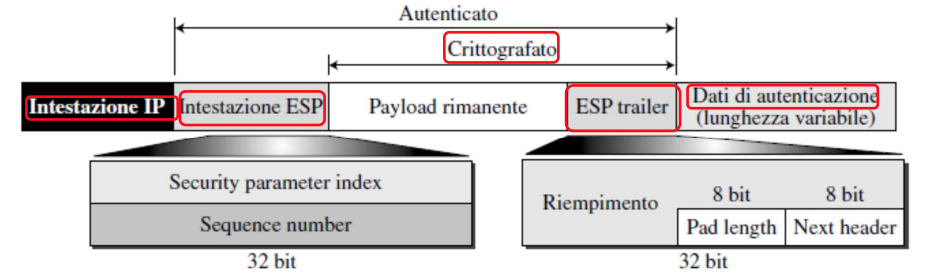 Autenticato
Crittografato
Intestazione IP Intestazione ESP Payload rimanente ESP trailer Dati di autenticazione
(lunghezza variabile)
Security parameter index
Sequence number
32 bit
Riempimento
8 bit 8 bit
Pad length Next header
32 bit